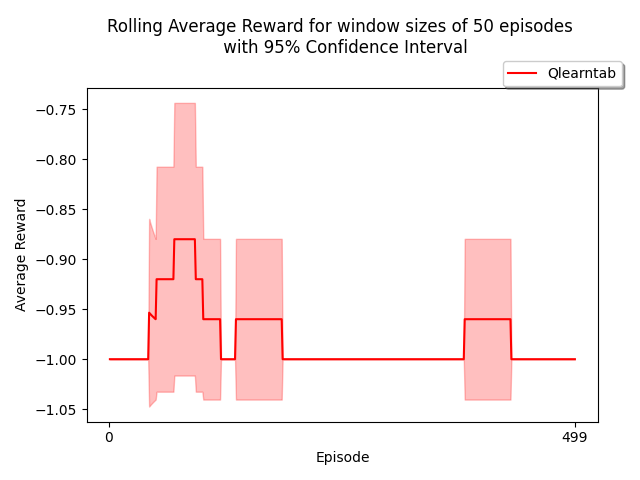 Rolling Average Reward for window sizes of 50 episodes
with 95% Confidence Interval
Qlearntab
−0.75
−0.80
−0.85
−0.90
−0.95
−1.00
−1.05
Average Reward
0
499
Episode